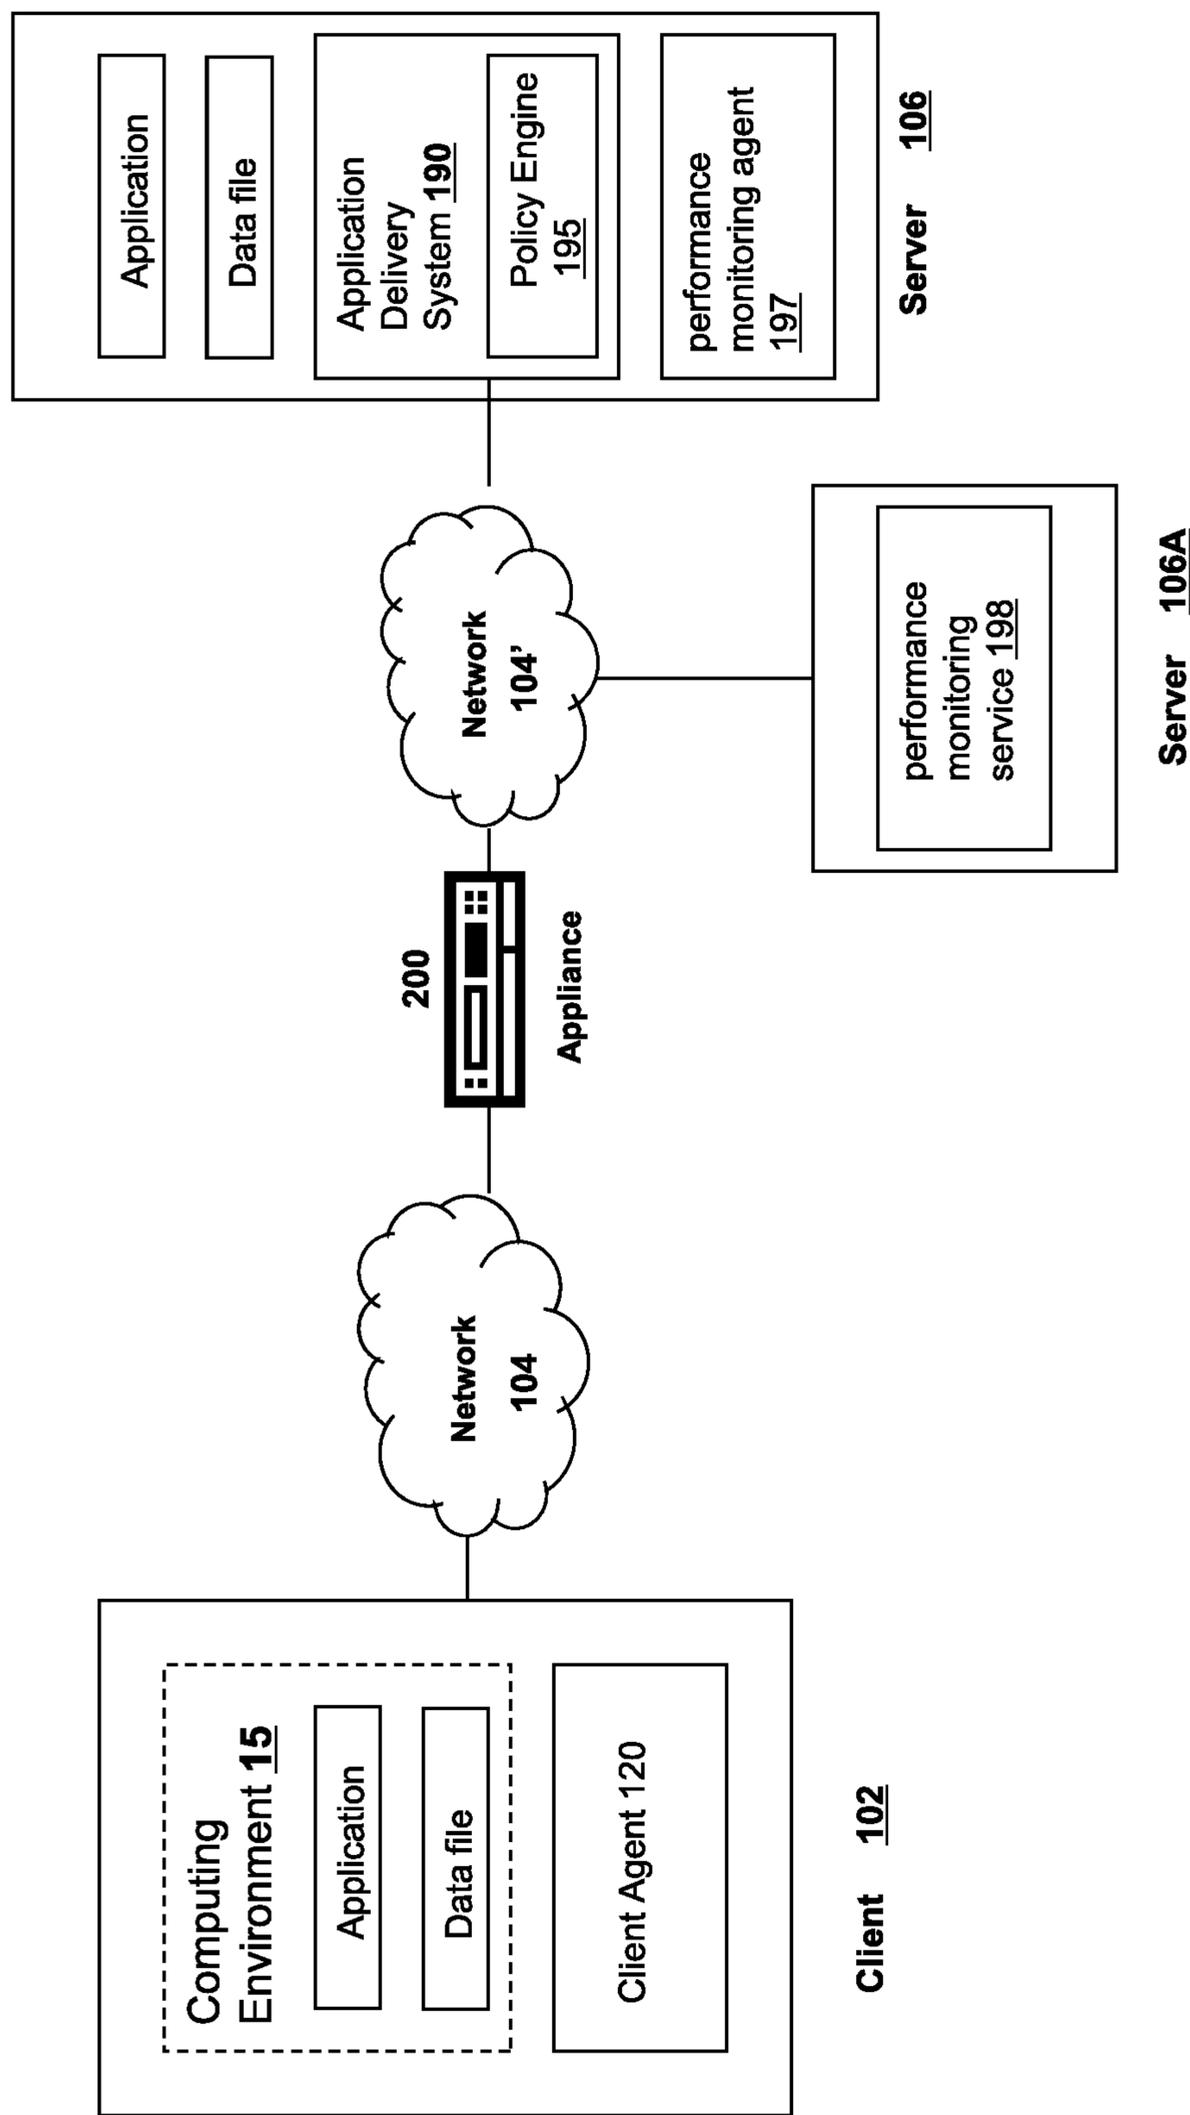 Computing
Environment 15
Application
Data file
Client Agent 120
Client 102
Network
104
200
Appliance
Network
104’
performance
monitoring
service 198
Server 106A
Application
Data file
Application
Delivery
System 190
Policy Engine
195
performance
monitoring agent
197
Server 106